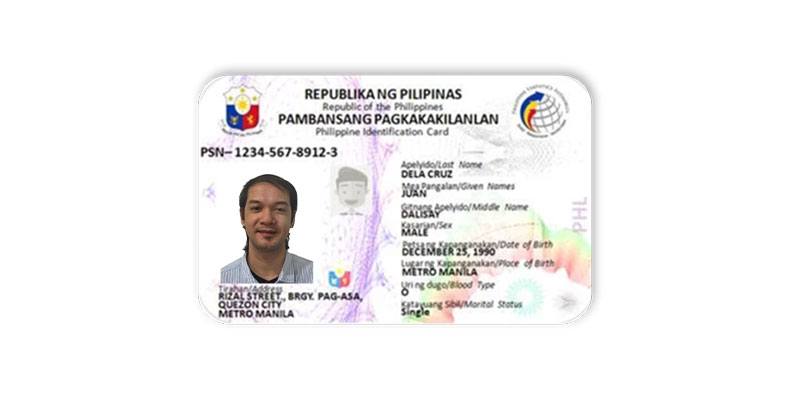 REPUBLIKA NG PILIPINAS
Republic of the Philippines
PAMBANSANG PAGKAKAKILANLAN
Philippine Identification Card
PSN– 1234-567-8912-3
Apelyido/Last Name
DELA CRUZ
Mga Pangalan/Given Names
JUAN
Gitnang Apelyido/Middle Name
DALISAY
Kasarian/Sex
MALE
Petsa ng Kapanganakan/Date of Birth
DECEMBER 25, 1990
Lugar ng Kapanganakan/Place of Birth
METRO MANILA
Uri ng dugo/Blood Type
O
Katayuang Sibil/Marital Status
Single
PHL
Tirahan/Address
RIZAL STREET., BRGY. PAG-ASA,
QUEZON CITY
METRO MANILA